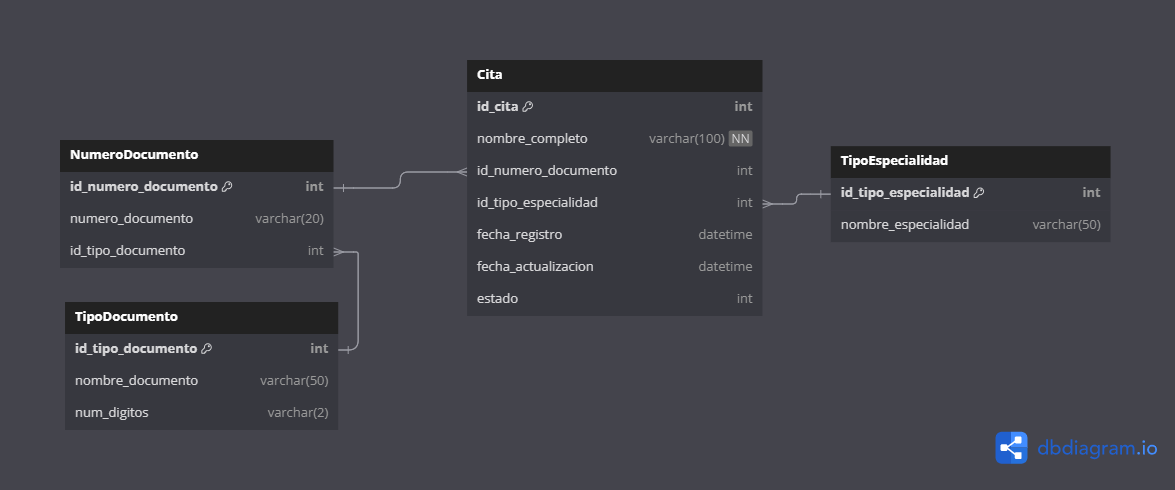 NumeroDocumento
id_numero_documento int
numero_documento varchar(20)
id_tipo_documento int
TipoDocumento
id_tipo_documento int
nombre_documento varchar(50)
num_digitos varchar(2)
Cita
id_cita int
nombre_completo varchar(100) NN
id_numero_documento int
id_tipo_especialidad int
fecha_registro datetime
fecha_actualizacion datetime
estado int
TipoEspecialidad
id_tipo_especialidad int
nombre_especialidad varchar(50)
dbdiagram.io